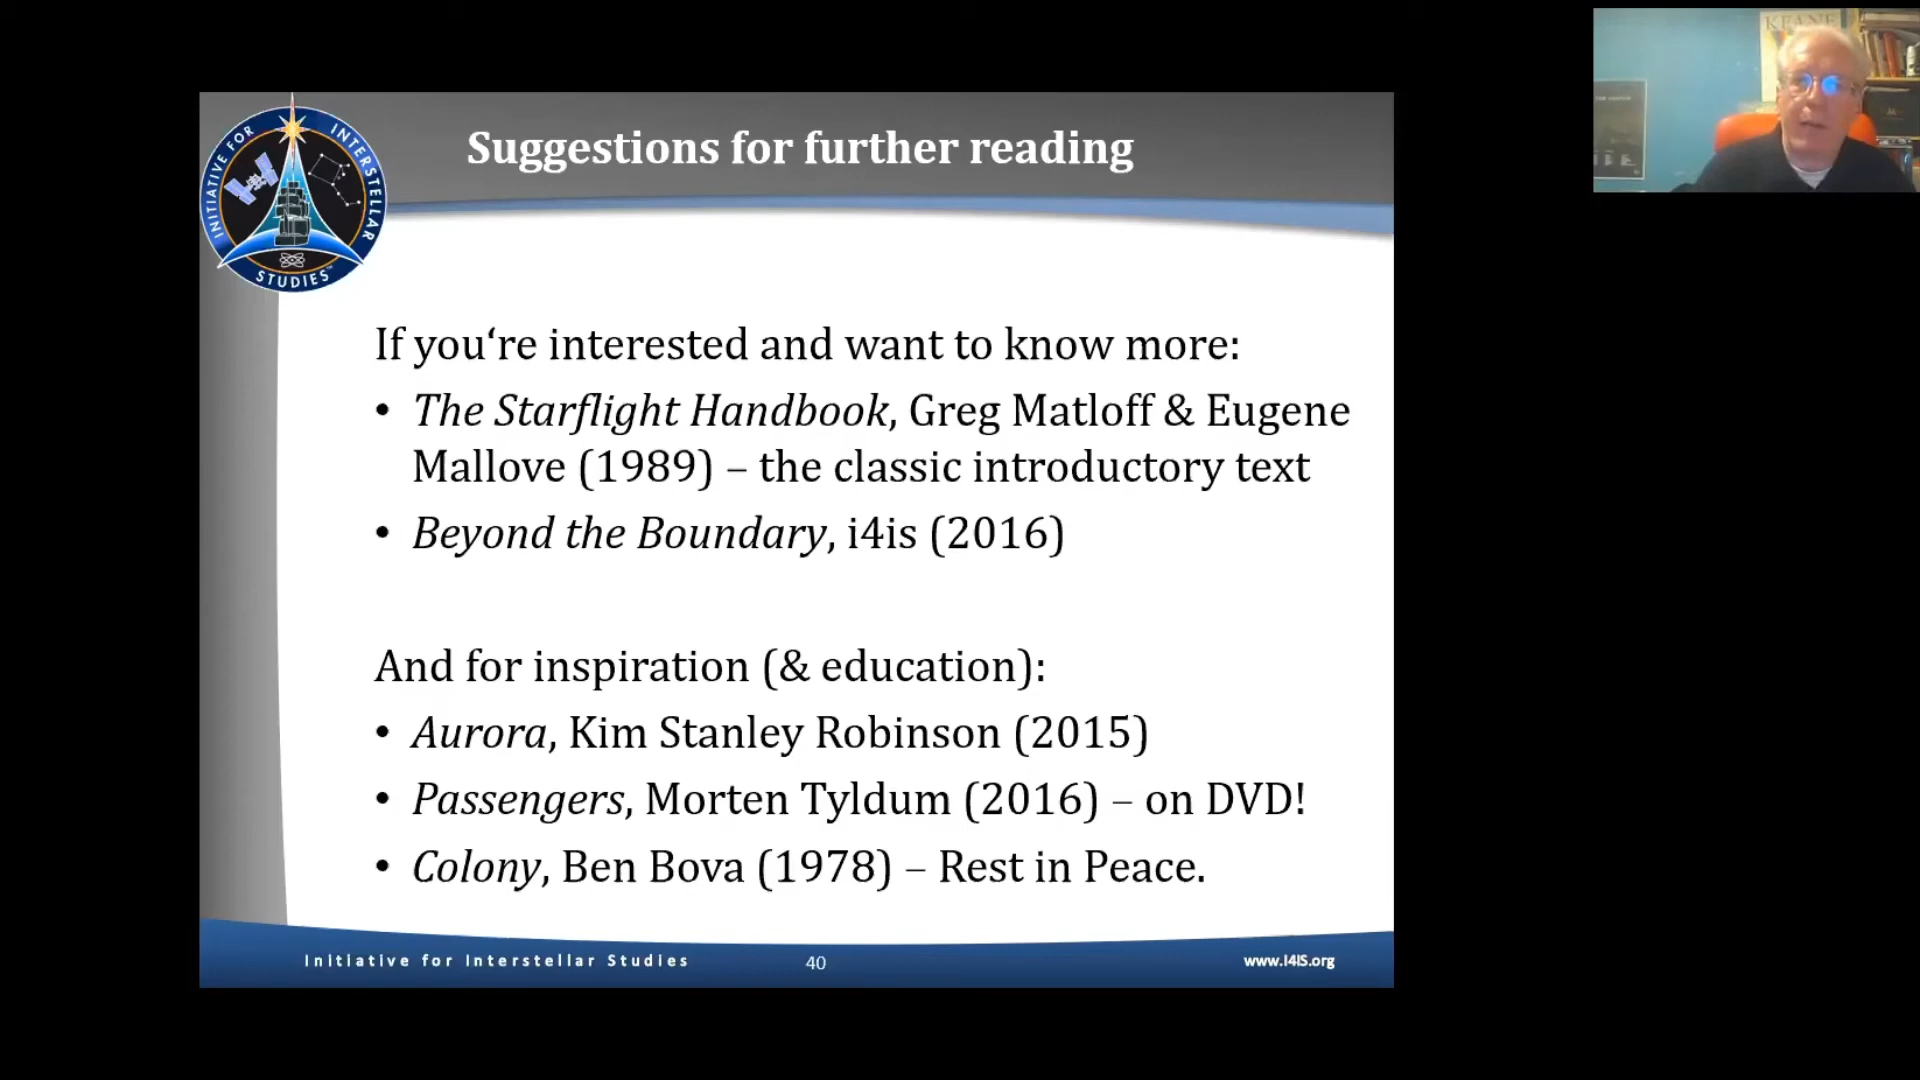 KEANE
INITIATIVE FOR INTERSTELLAR
STUDIES™
Suggestions for further reading
If you‘re interested and want to know more:
• The Starflight Handbook, Greg Matloff & Eugene
Mallove (1989) – the classic introductory text
• Beyond the Boundary, i4is (2016)
And for inspiration (& education):
• Aurora, Kim Stanley Robinson (2015)
• Passengers, Morten Tyldum (2016) – on DVD!
• Colony, Ben Bova (1978) – Rest in Peace.
Initiative for Interstellar Studies
40
www.I4IS.org